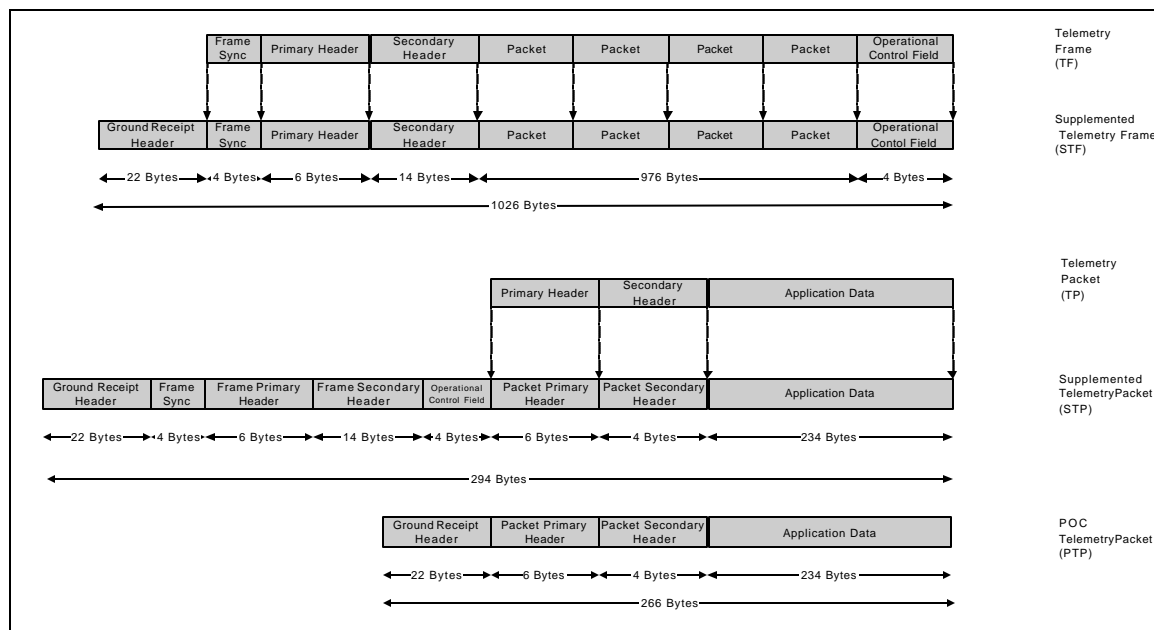 Frame Sync
Primary Header
Secondary Header
Packet
Packet
Packet
Packet
Operational Control Field
Telemetry
Frame
(TF)
Ground Receipt Header
Frame Sync
Primary Header
Secondary Header
Packet
Packet
Packet
Packet
Operational Contol Field
Supplemented
Telemetry Frame
(STF)
22 Bytes
4 Bytes
6 Bytes
14 Bytes
976 Bytes
4 Bytes
1026 Bytes
Primary Header
Secondary Header
Application Data
Telemetry
Packet
(TP)
Ground Receipt Header
Frame Sync
Frame Primary Header
Frame Secondary Header
Operational Control Field
Packet Primary Header
Packet Secondary Header
Application Data
Supplemented
TelemetryPacket
(STP)
22 Bytes
4 Bytes
6 Bytes
14 Bytes
4 Bytes
6 Bytes
4 Bytes
234 Bytes
294 Bytes
Ground Receipt Header
Packet Primary Header
Packet Secondary Header
Application Data
POC
TelemetryPacket
(PTP)
22 Bytes
6 Bytes
4 Bytes
234 Bytes
266 Bytes